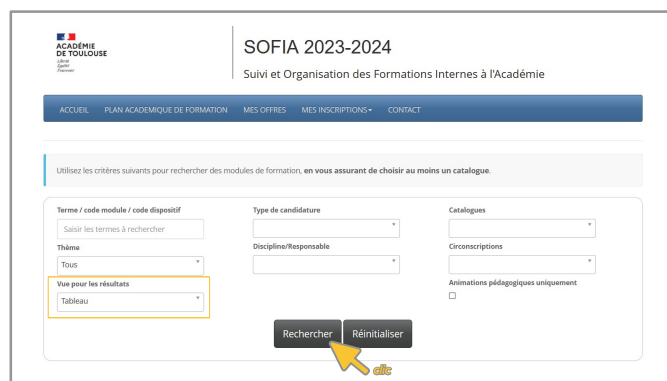 ACADÉMIE
DE TOULOUSE
Liberté
Égalité
Fraternité
SOFIA 2023-2024
Suivi et Organisation des Formations Internes à l'Académie
ACCUEIL PLAN ACADEMIQUE DE FORMATION MES OFFRES MES INSCRIPTIONS CONTACT
Utilisez les critères suivants pour rechercher des modules de formation, en vous assurant de choisir au moins un catalogue.
Terme / code module / code dispositif Type de candidature Catalogues
Saisir les termes à rechercher
Thème Discipline/Responsable Circonscriptions
Tous
Vue pour les résultats Animations pédagogiques uniquement
Tableau
Rechercher Réinitialiser
clic